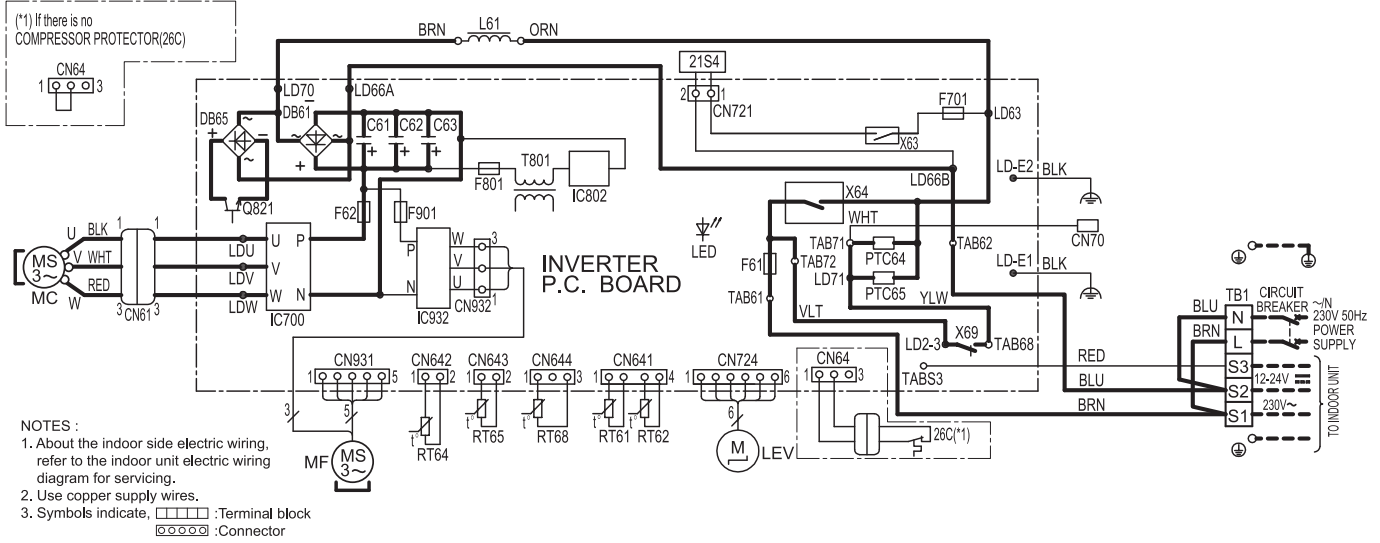 (*1) If there is no
COMPRESSOR PROTECTOR(26C)
CN64
1 3
BRN L61 ORN
21S4
2 1
CN721
F701
LD63
X63
LD70 LD66A
DB65 DB61
+ ~ −
− ~ +
C61 C62 C63
+ + +
F801 T801 IC802
LD66B
LD-E2 BLK
Q821
F62 F901
X64
WHT
CN70
LED
U BLK 1 1
V WHT
W RED 3 3
MS
3~
MC
CN61
LDU
LDV
LDW
U P
V
W N
IC700
P
N
IC932
W 3
V
U 1
CN932
INVERTER
P.C. BOARD
F61
TAB71
TAB72
PTC64
LD71
PTC65
TAB62
LD-E1 BLK
TAB61
VLT
YLW
LD2-3 X69 TAB68
TABS3
RED
BLU
BRN
BLU
BRN
TB1
N
L
S3
S2
S1
CIRCUIT
BREAKER
~/N
230V 50Hz
POWER
SUPPLY
12-24V
230V~
TO INDOOR UNIT
CN931
1 5
CN642
1 2
CN643
1 2
CN644
1 3
CN641
1 4
CN724
1 6
CN64
1 3
3
5
6
MF
MS
3~
t°
RT64
t°
RT65
t°
RT68
t°
RT61 RT62
M
LEV
26C(*1)
NOTES :
1. About the indoor side electric wiring,
refer to the indoor unit electric wiring
diagram for servicing.
2. Use copper supply wires.
3. Symbols indicate, :Terminal block
:Connector